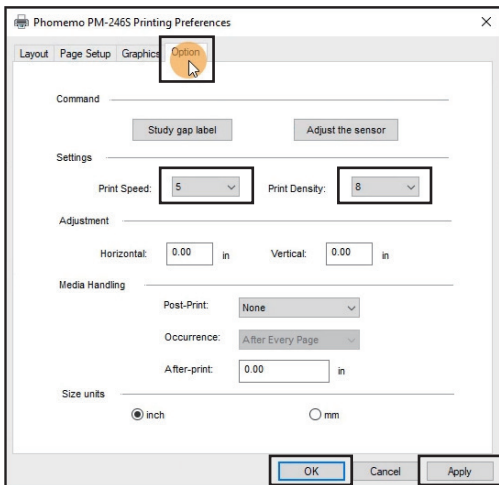 Phomemo PM-246S Printing Preferences
Layout Page Setup Graphics Option
Command
Study gap label Adjust the sensor
Settings
Print Speed: 5 Print Density: 8
Adjustment
Horizontal: 0.00 in Vertical: 0.00 in
Media Handling
Post-Print: None
Occurrence: After Every Page
After-print: 0.00 in
Size units
inch mm
OK Cancel Apply